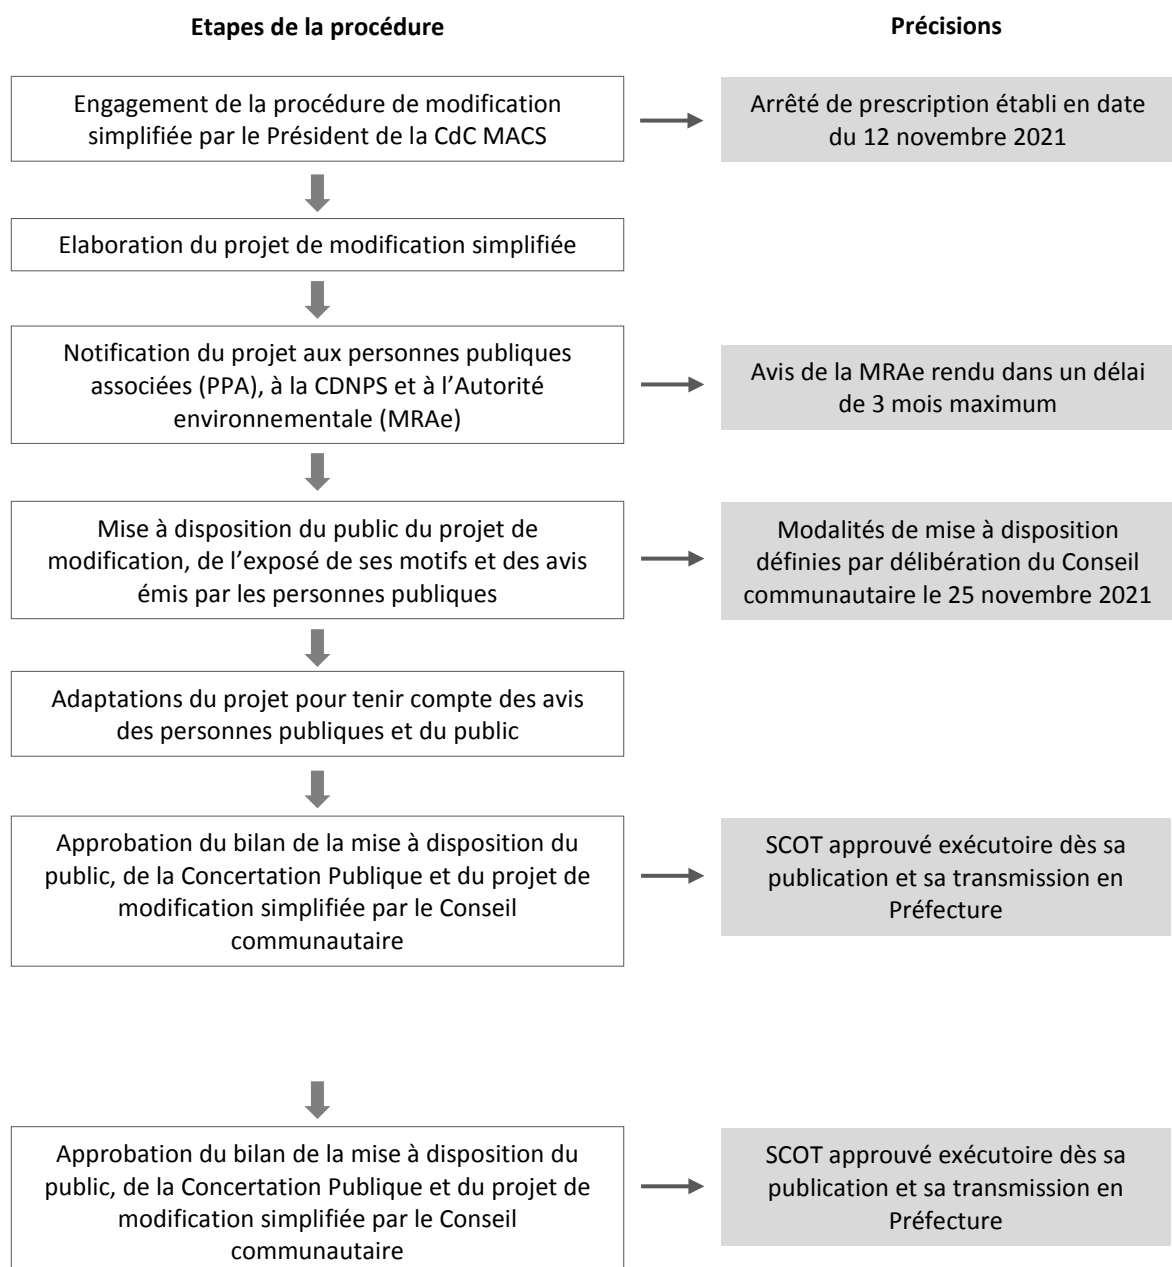 Etapes de la procédure
Précisions
Engagement de la procédure de modification
simplifiée par le Président de la CdC MACS
Arrêté de prescription établi en date
du 12 novembre 2021
Elaboration du projet de modification simplifiée
Notification du projet aux personnes publiques
associées (PPA), à la CDNPS et à l’Autorité
environnementale (MRAe)
Avis de la MRAe rendu dans un délai
de 3 mois maximum
Mise à disposition du public du projet de
modification, de l’exposé de ses motifs et des avis
émis par les personnes publiques
Modalités de mise à disposition
définies par délibération du Conseil
communautaire le 25 novembre 2021
Adaptations du projet pour tenir compte des avis
des personnes publiques et du public
Approbation du bilan de la mise à disposition du
public, de la Concertation Publique et du projet de
modification simplifiée par le Conseil
communautaire
SCOT approuvé exécutoire dès sa
publication et sa transmission en
Préfecture
Approbation du bilan de la mise à disposition du
public, de la Concertation Publique et du projet de
modification simplifiée par le Conseil
communautaire
SCOT approuvé exécutoire dès sa
publication et sa transmission en
Préfecture